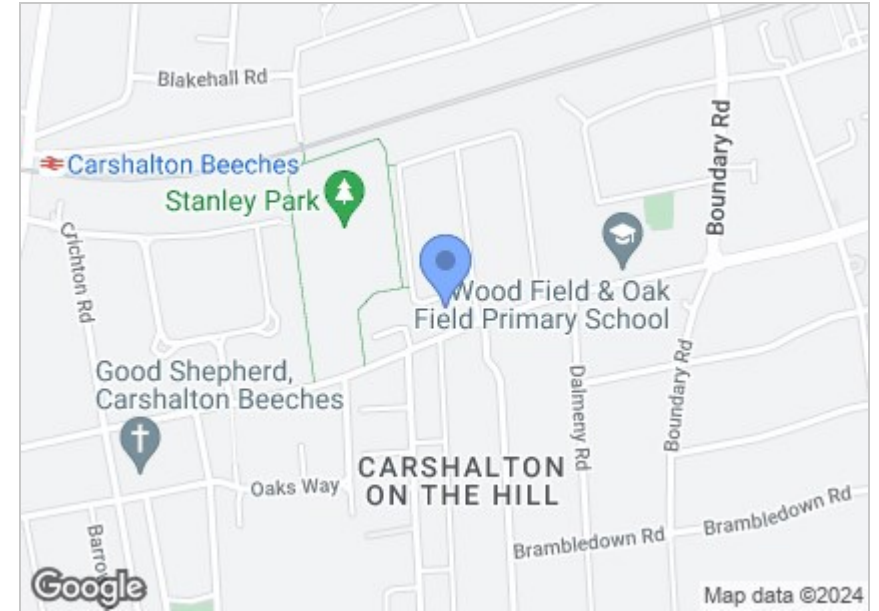 Blakehall Rd
Carshalton Beeches
Stanley Park
Boundary Rd
Crichton Rd
Wood Field & Oak
Field Primary School
Good Shepherd,
Carshalton Beeches
Dalmeny Rd
Boundary Rd
CARSHALTON
ON THE HILL
Oaks Way
Brambledown Rd
Brambledown Rd
Google
Map data ©2024